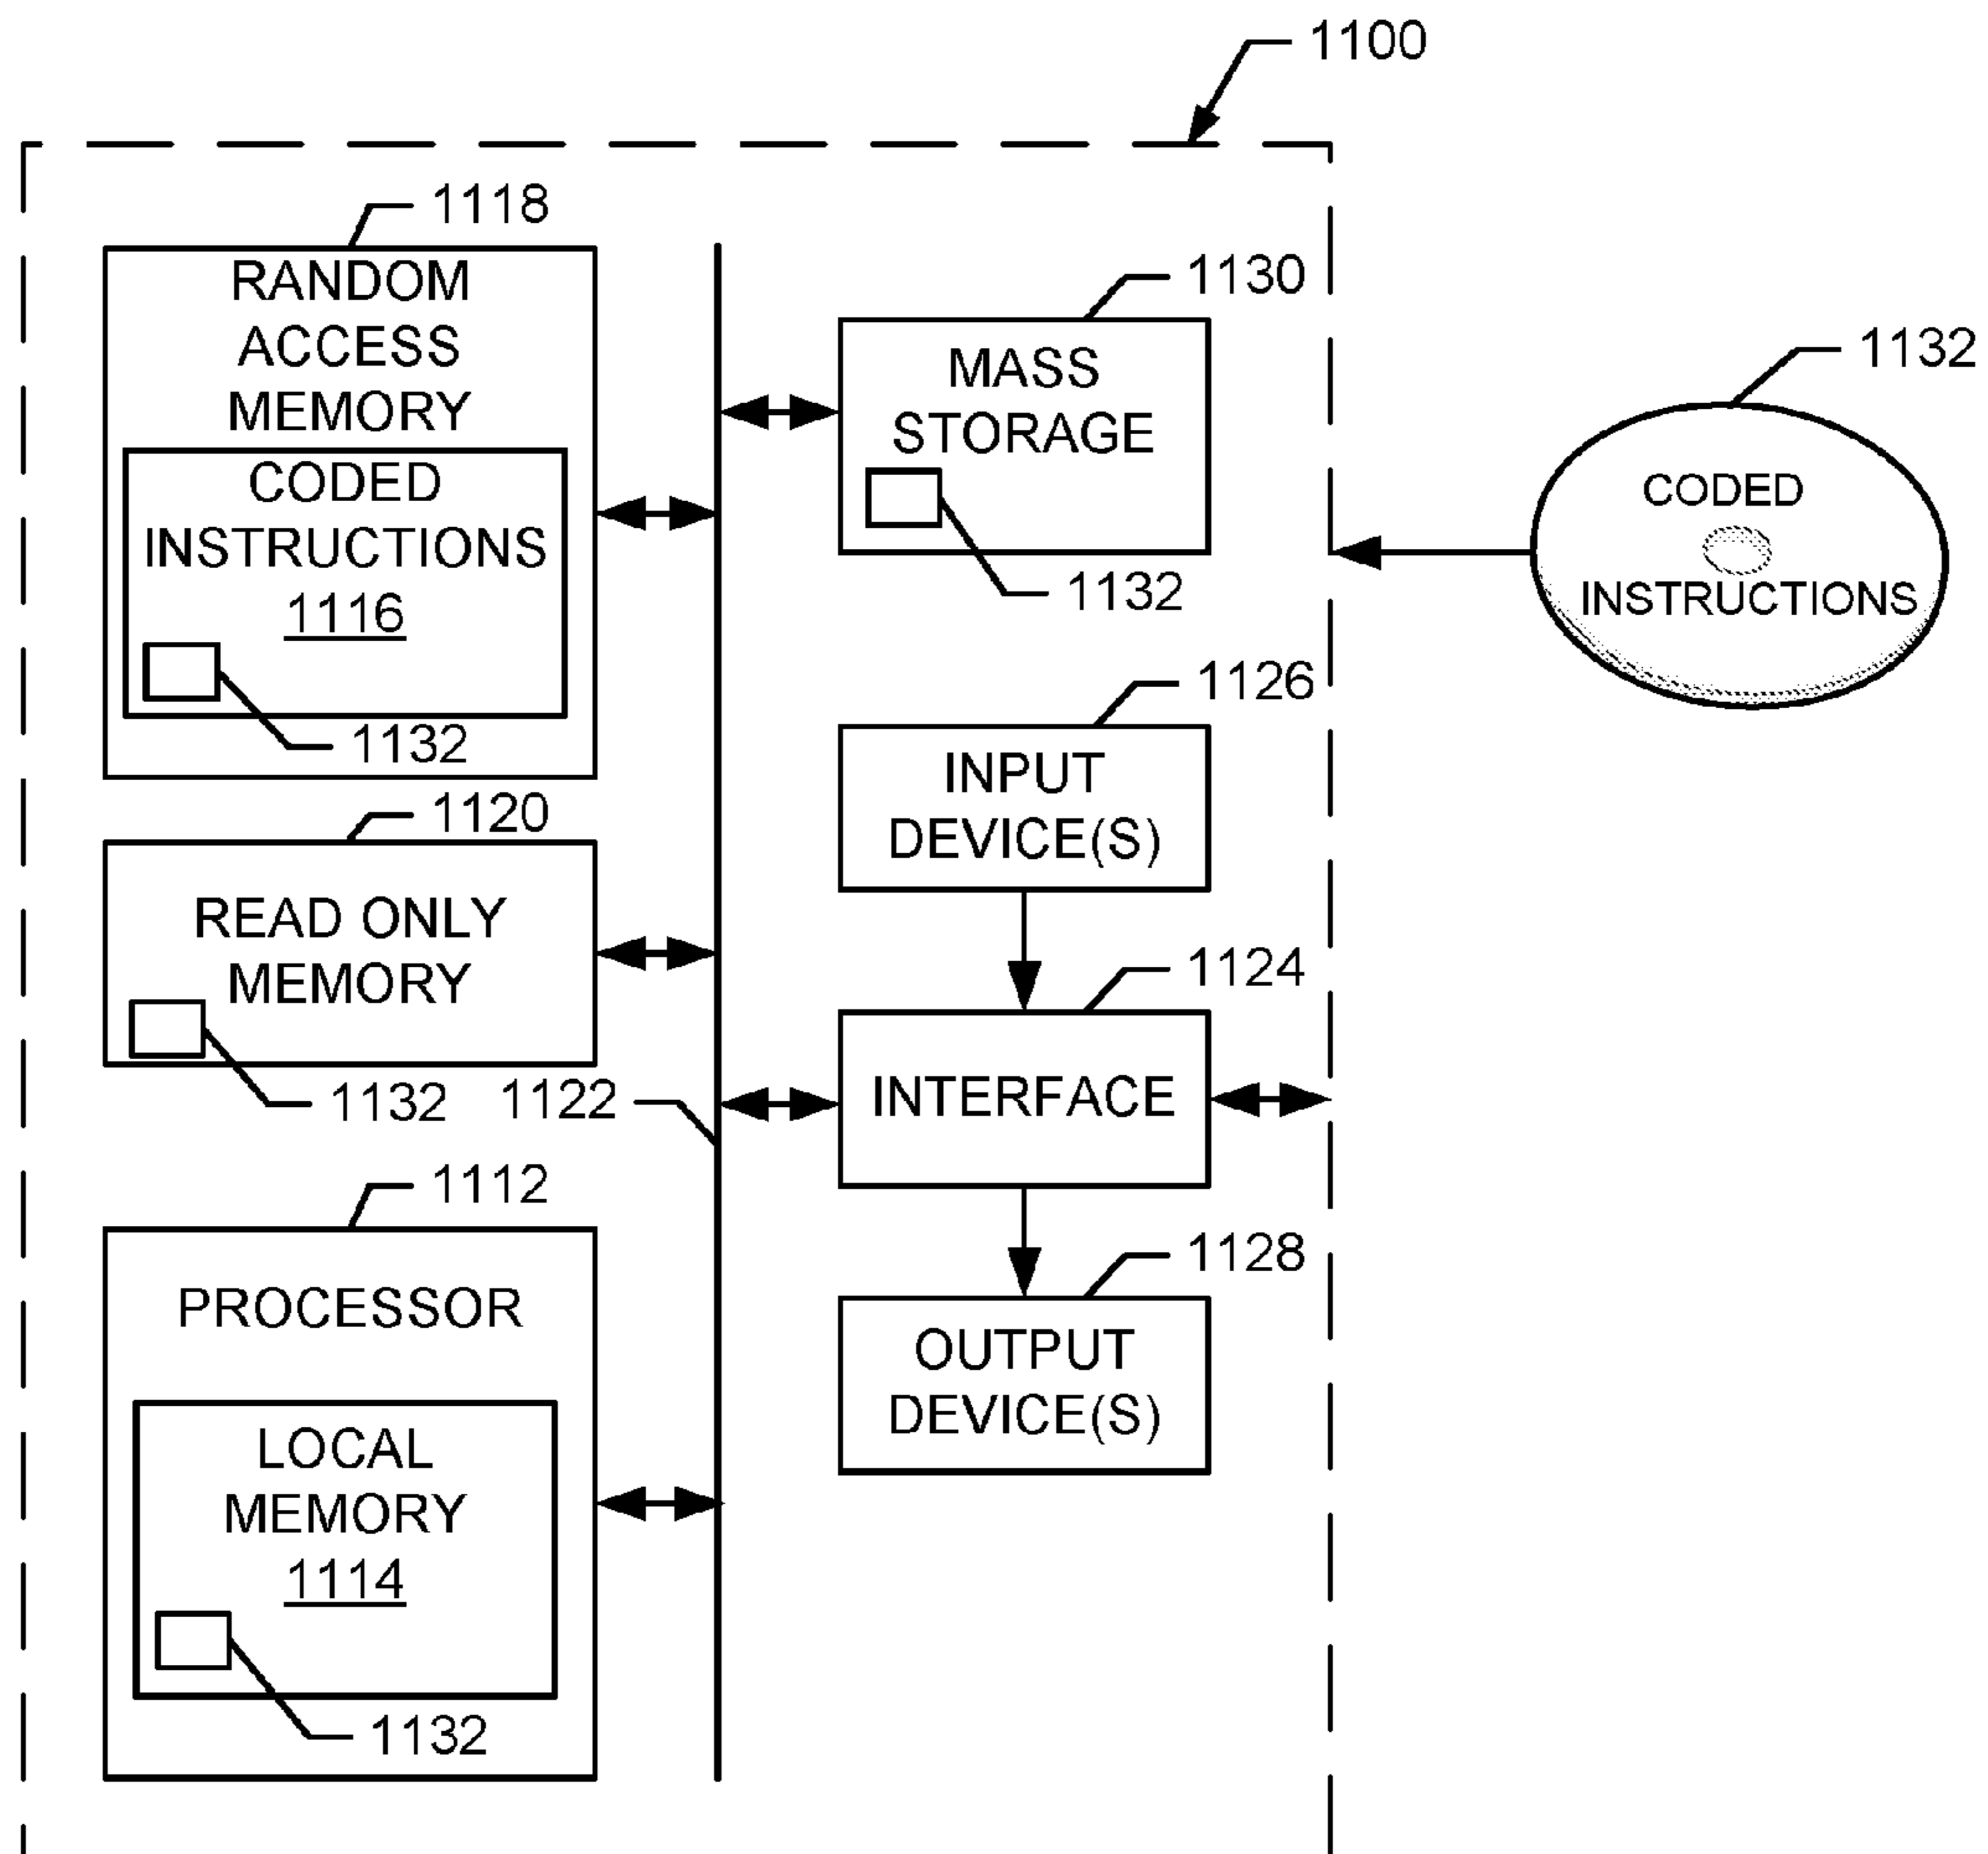 1100
1118
RANDOM
ACCESS
MEMORY
CODED
INSTRUCTIONS
1116
1132
1120
READ ONLY
MEMORY
1132
1122
1112
PROCESSOR
LOCAL
MEMORY
1114
1132
1130
MASS
STORAGE
1132
1126
INPUT
DEVICE(S)
1124
INTERFACE
1128
OUTPUT
DEVICE(S)
1132
CODED
INSTRUCTIONS